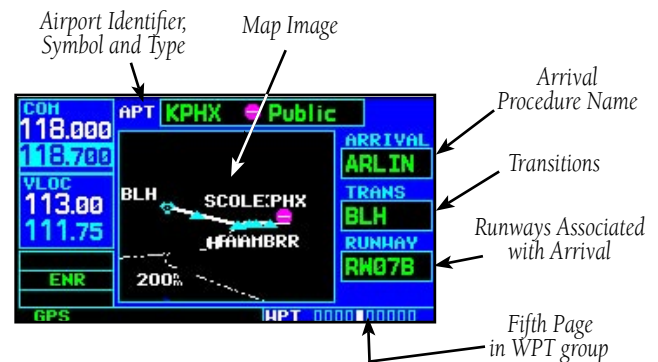 Airport Identifier,
Symbol and Type
Map Image
Arrival
Procedure Name
Transitions
Runways Associated
with Arrival
Fifth Page
in WPT group
COM
118.000
118.700
VLOC
113.00
111.75
ENR
GPS
APT KPHX Public
BLH
SCOLE
PHX
BRR
200
ARRIVAL
ARLIN
TRANS
BLH
RUNWAY
RW07B
WPT